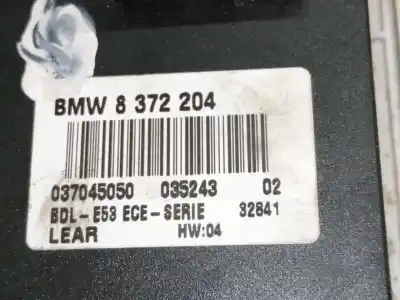 BMW 8 372 204
037045050 035243 02
BDL-E53 ECE-SERIE 32841
LEAR HW:04